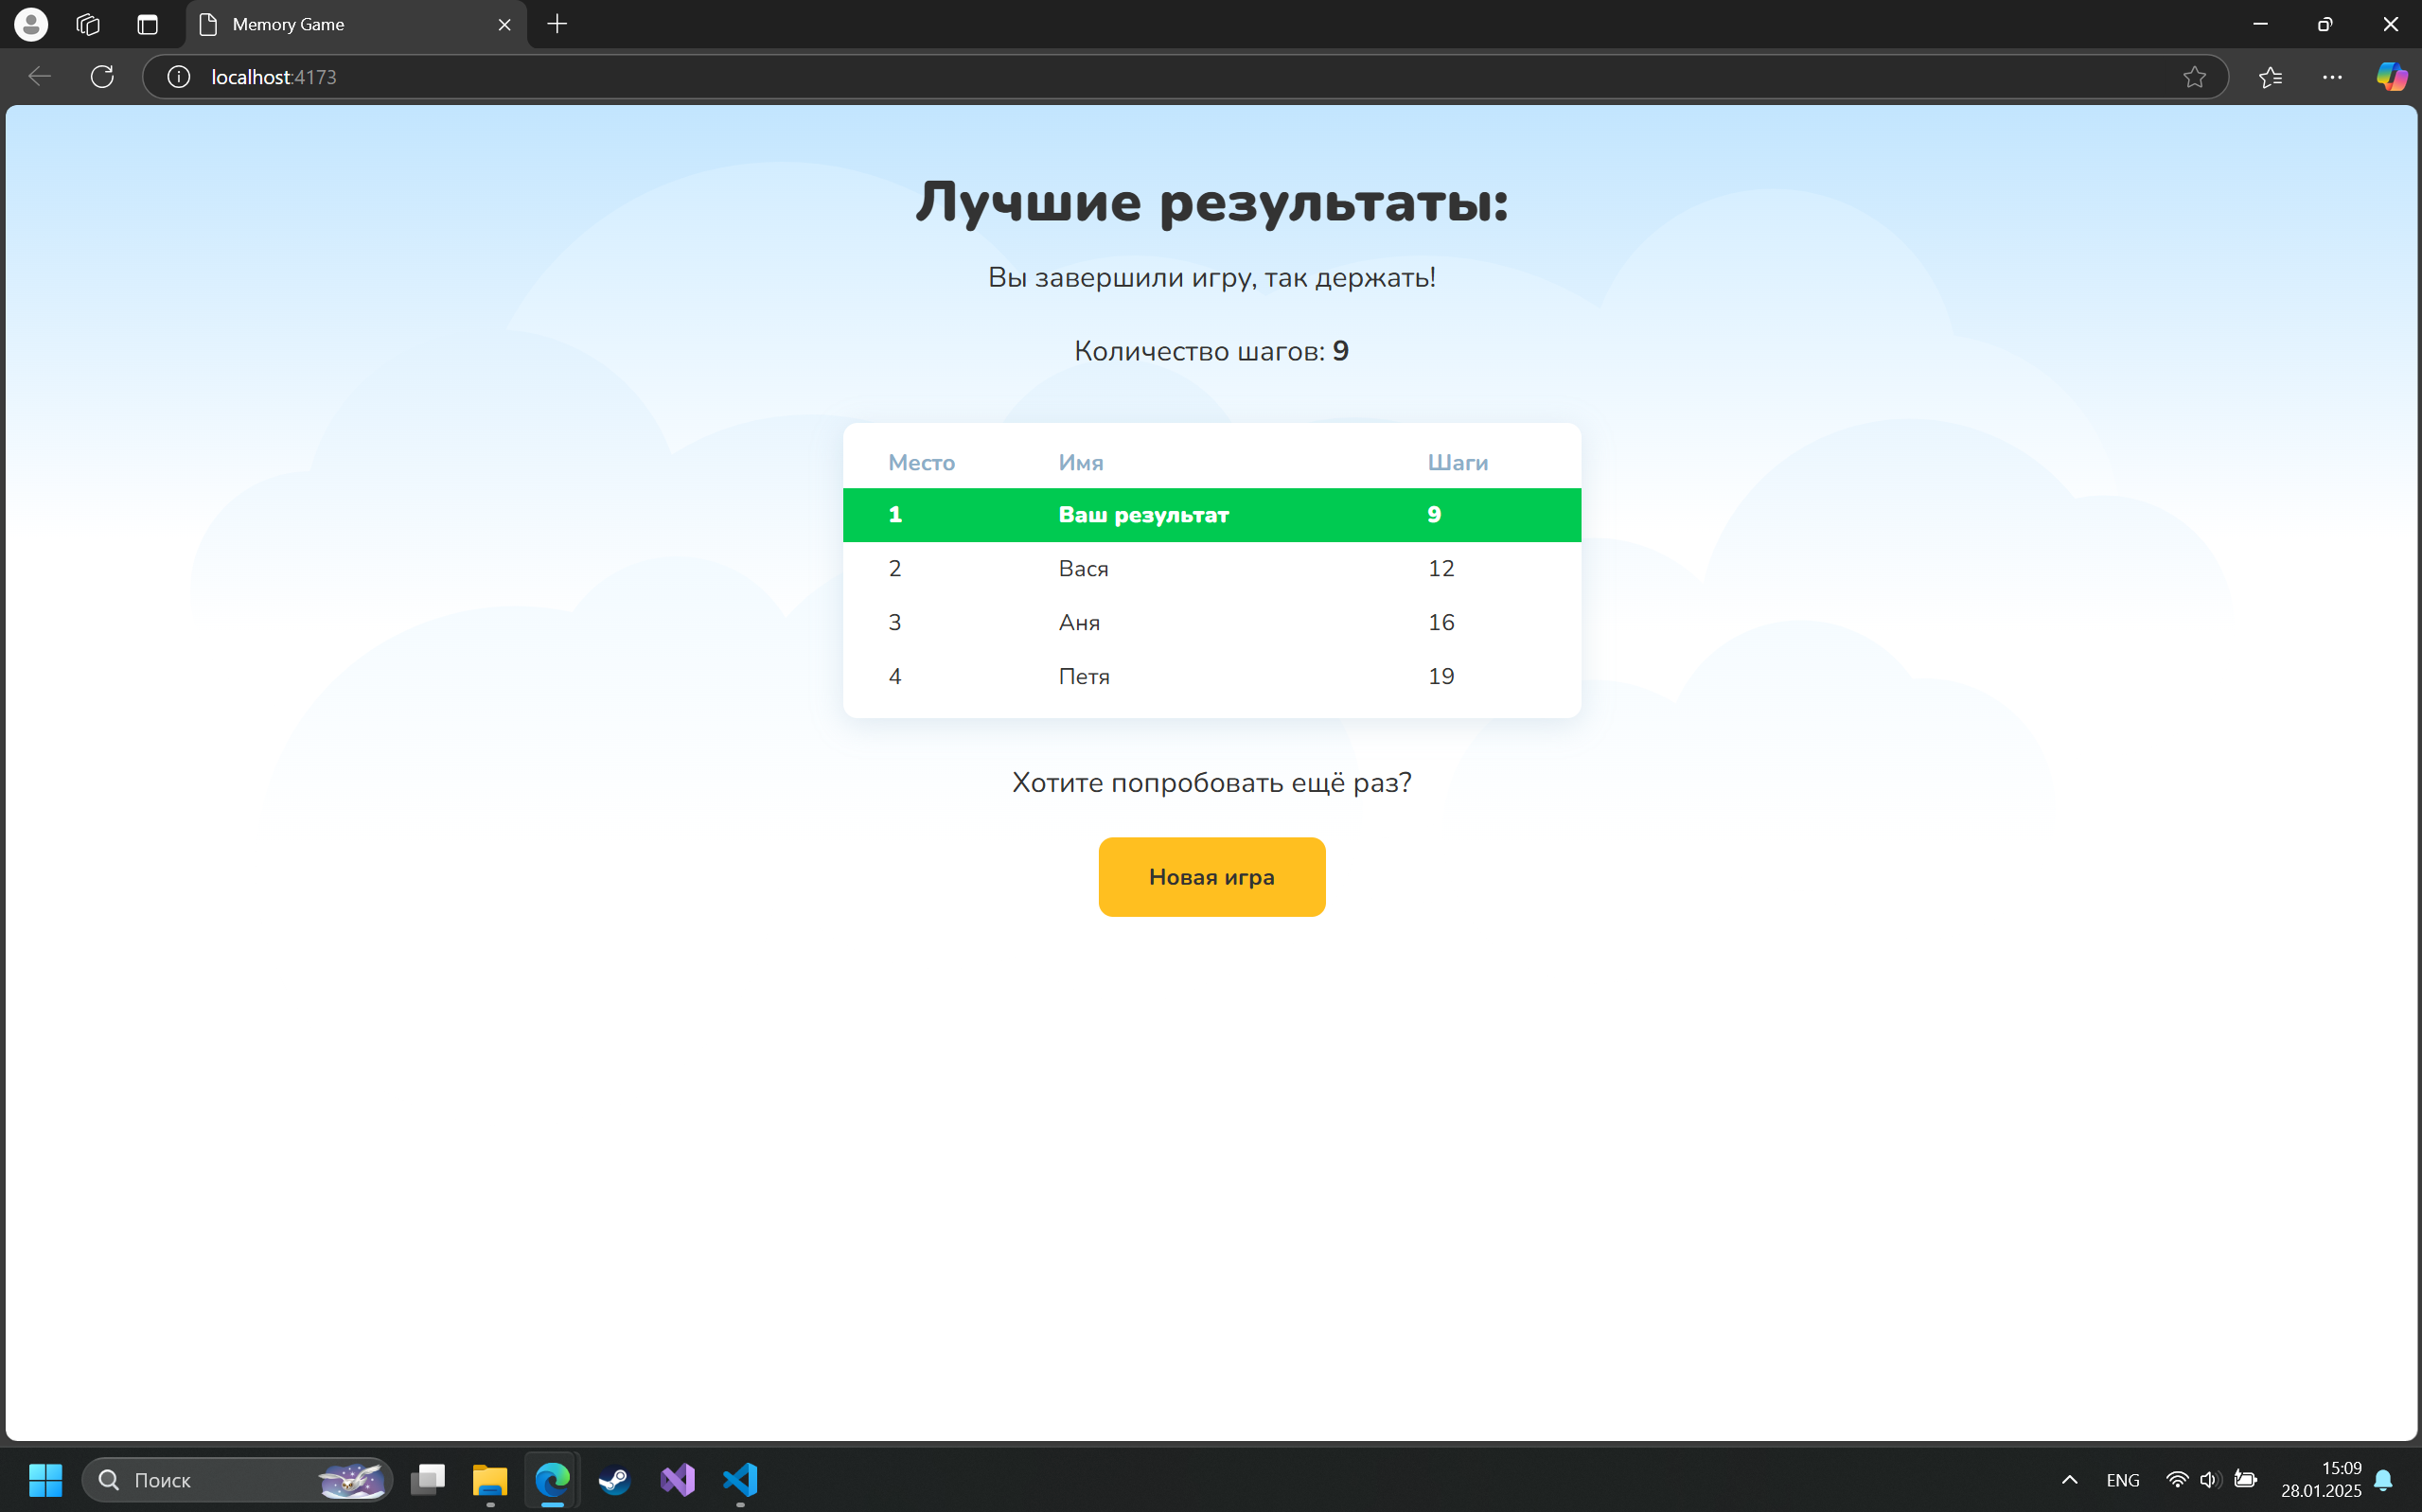 Memory Game
localhost:4173
Лучшие результаты:
Вы завершили игру, так держать!
Количество шагов: 9
Место Имя Шаги
1 Ваш результат 9
2 Вася 12
3 Аня 16
4 Петя 19
Хотите попробовать ещё раз?
Новая игра
Поиск
ENG
15:09
28.01.2025